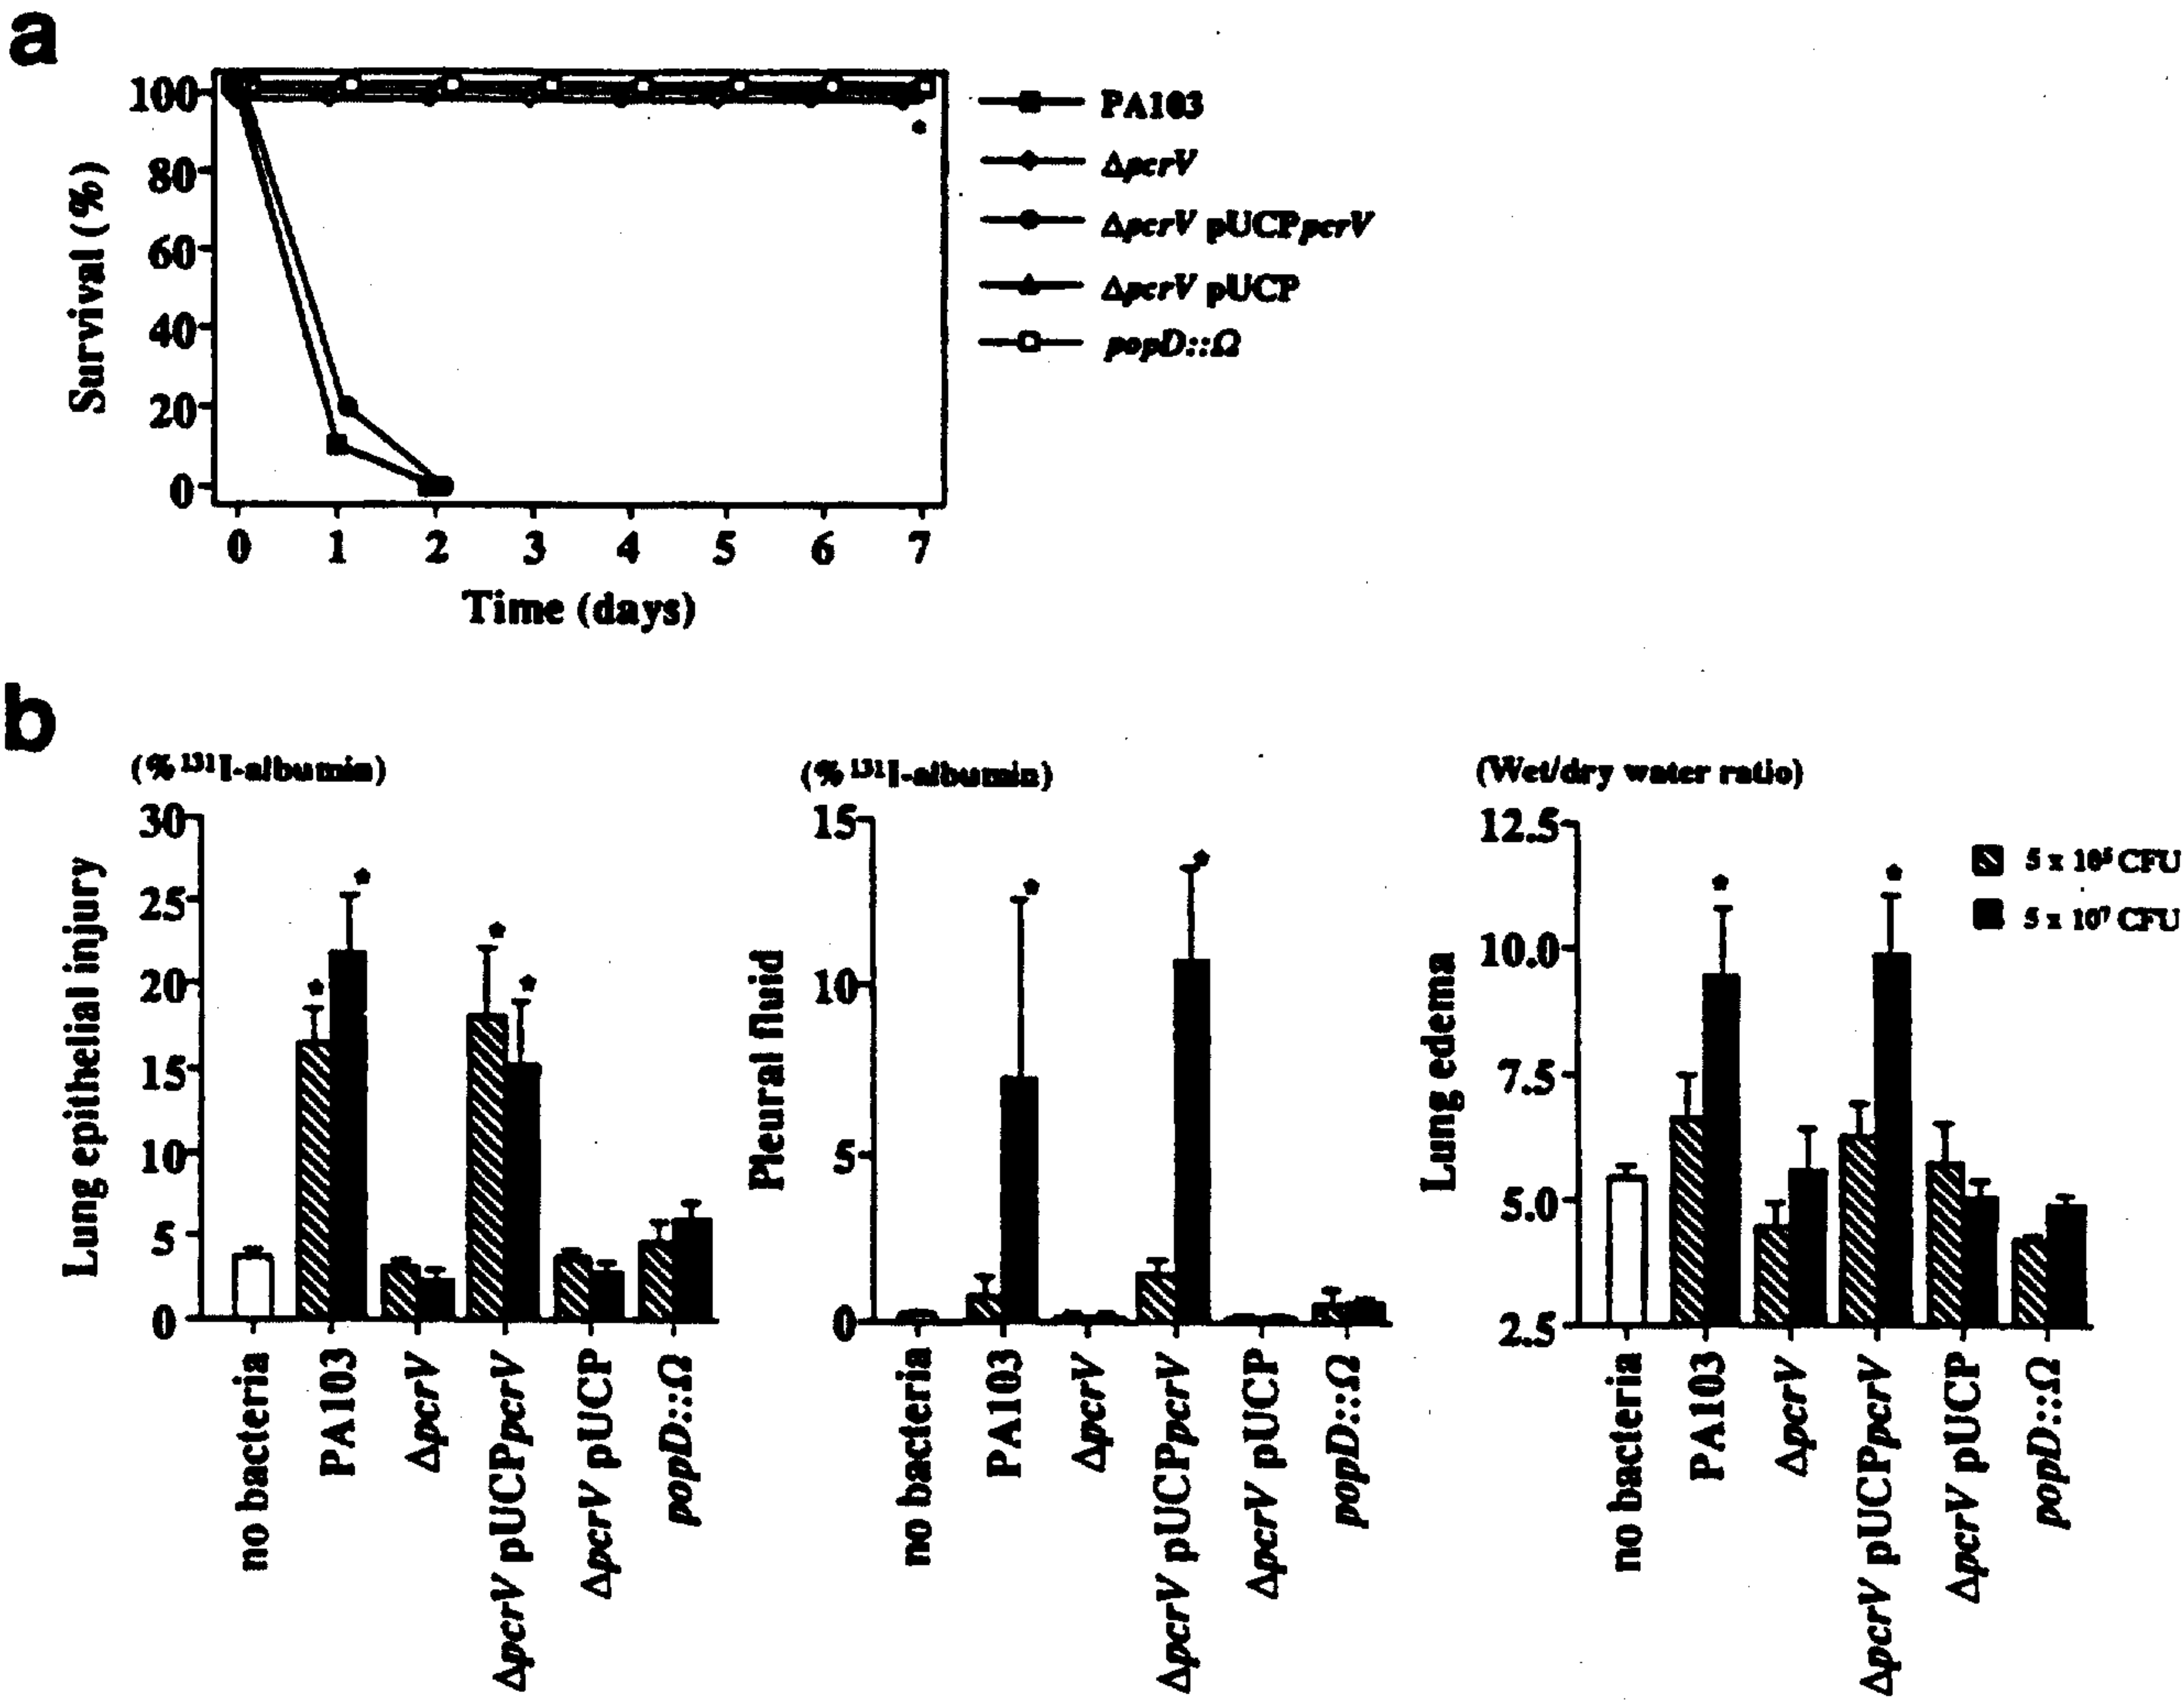 a
100
80
60
40
20
0
Survival (%)
0 1 2 3 4 5 6 7
Time (days)
PA103
ΔpcrV
ΔpcrV pUCPpcrV
ΔpcrV pUCP
popD::Ω
*
b
(% ¹³¹I-albumin)
30
25
20
15
10
5
0
Lung epithelial injury
* * * *
no bacteria
PA103
ΔpcrV
ΔpcrV pUCPpcrV
ΔpcrV pUCP
popD::Ω
(% ¹³¹I-albumin)
15
10
5
0
Pleural fluid
* *
no bacteria
PA103
ΔpcrV
ΔpcrV pUCPpcrV
ΔpcrV pUCP
popD::Ω
(Wet/dry water ratio)
12.5
10.0
7.5
5.0
2.5
Lung edema
* *
5 x 10⁵ CFU
5 x 10⁷ CFU
no bacteria
PA103
ΔpcrV
ΔpcrV pUCPpcrV
ΔpcrV pUCP
popD::Ω